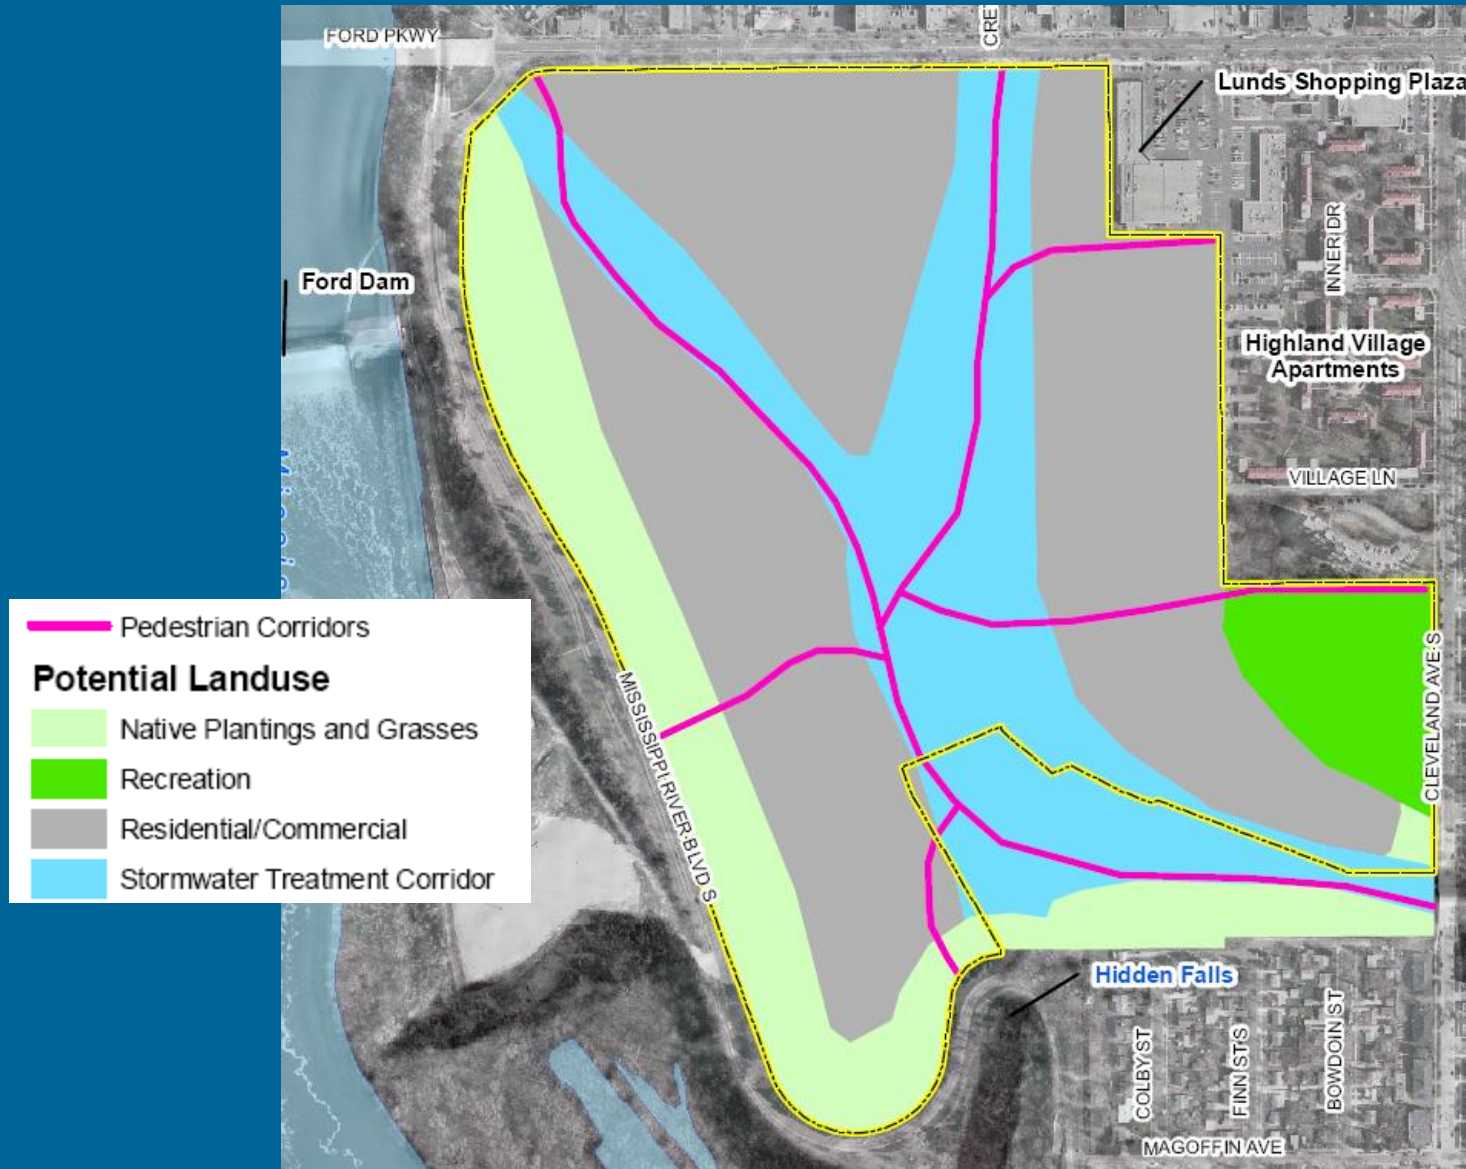 FORD PKWY
CRE
Lunds Shopping Plaza
INNER DR
Ford Dam
Highland Village
Apartments
VILLAGE LN
Pedestrian Corridors
Potential Landuse
Native Plantings and Grasses
Recreation
Residential/Commercial
Stormwater Treatment Corridor
MISSISSIPPI RIVER BLVD S
CLEVELAND AVE S
Hidden Falls
COLBY ST
FINN ST S
BOWDOIN ST
MAGOFFIN AVE